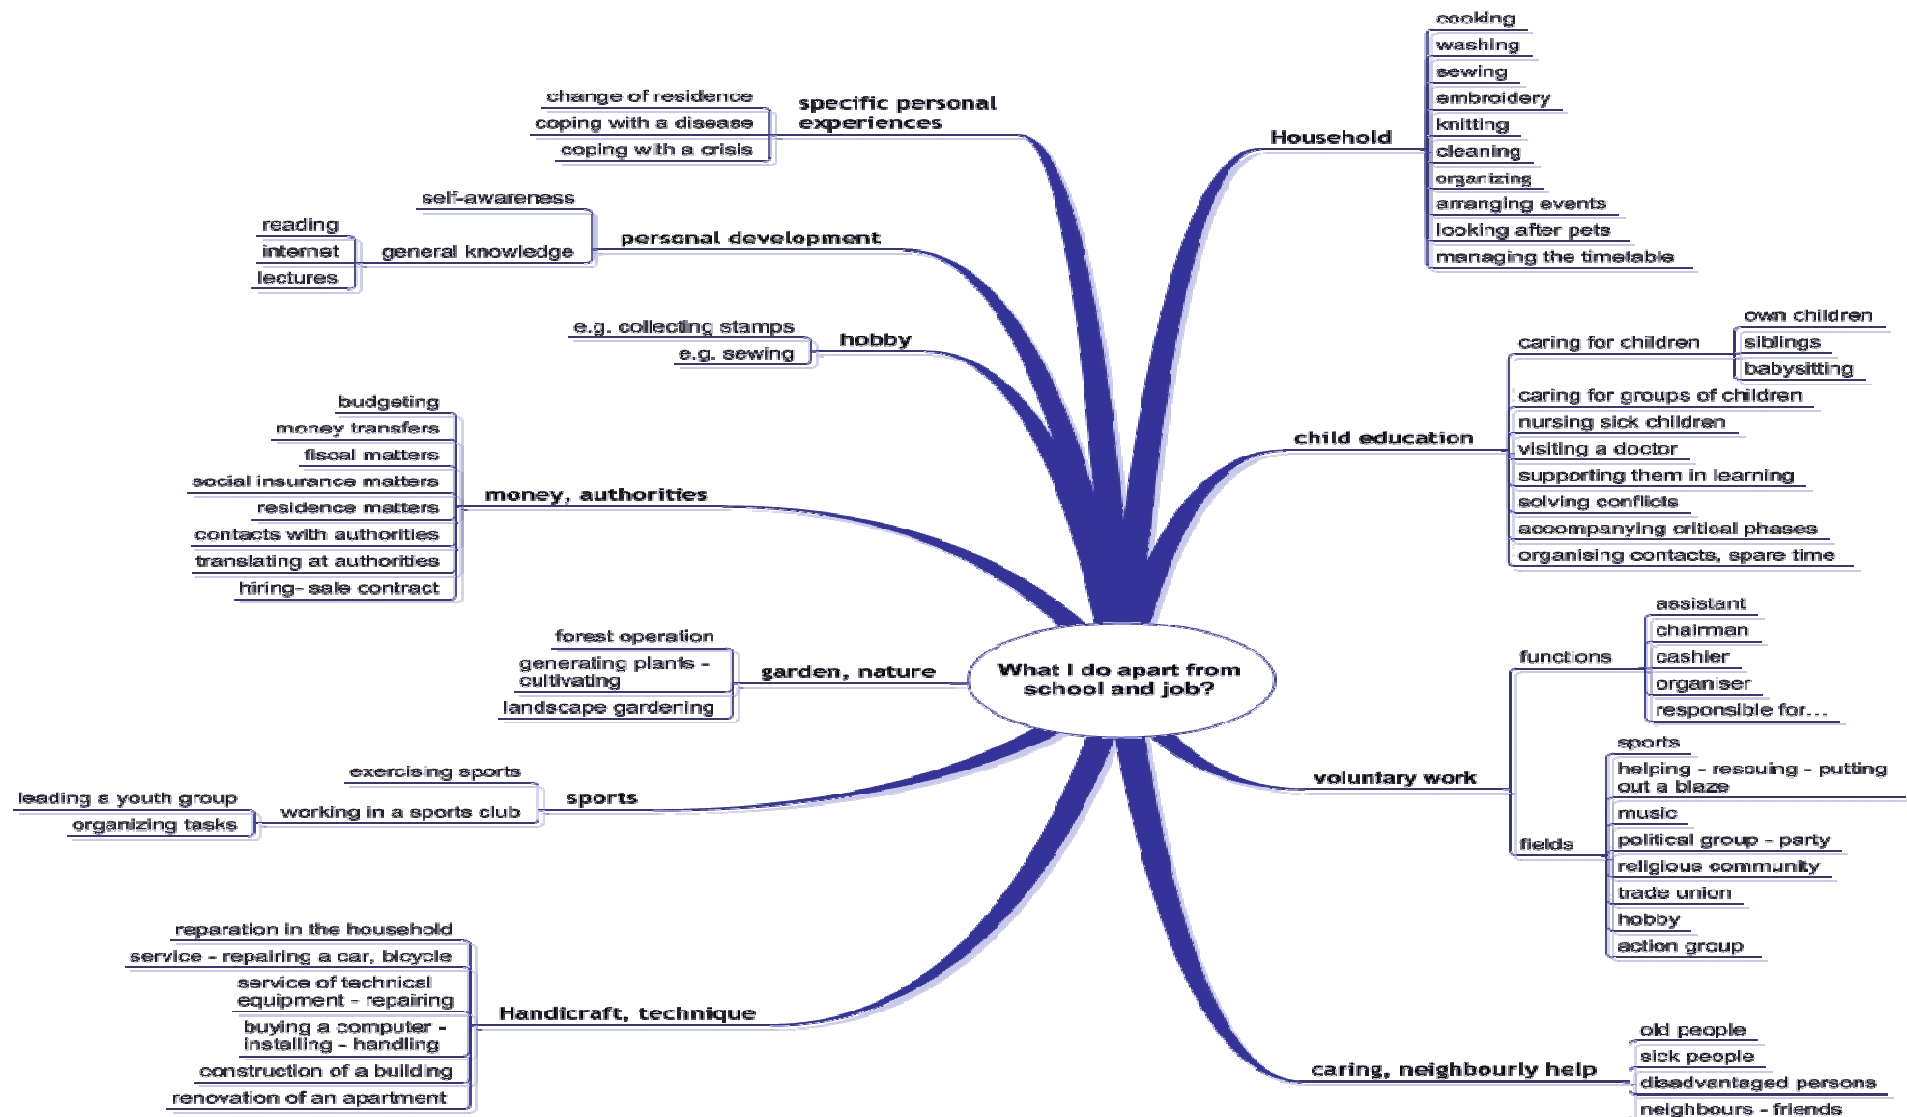 What I do apart from
school and job?
Household
cooking
washing
sewing
embroidery
knitting
cleaning
organizing
arranging events
looking after pets
managing the timetable
child education
caring for children
own children
siblings
babysitting
caring for groups of children
nursing sick children
visiting a doctor
supporting them in learning
solving conflicts
accompanying critical phases
organising contacts, spare time
voluntary work
functions
assistant
chairman
cashier
organiser
responsible for...
fields
sports
helping - rescuing - putting
out a blaze
music
political group - party
religious community
trade union
hobby
action group
caring, neighbourly help
old people
sick people
disadvantaged persons
neighbours - friends
specific personal
experiences
change of residence
coping with a disease
coping with a crisis
personal development
self-awareness
general knowledge
reading
internet
lectures
hobby
e.g. collecting stamps
e.g. sewing
money, authorities
budgeting
money transfers
fiscal matters
social insurance matters
residence matters
contacts with authorities
translating at authorities
hiring- sale contract
garden, nature
forest operation
generating plants -
cultivating
landscape gardening
sports
exercising sports
working in a sports club
leading a youth group
organizing tasks
Handicraft, technique
reparation in the household
service - repairing a car, bicycle
service of technical
equipment - repairing
buying a computer -
installing - handling
construction of a building
renovation of an apartment